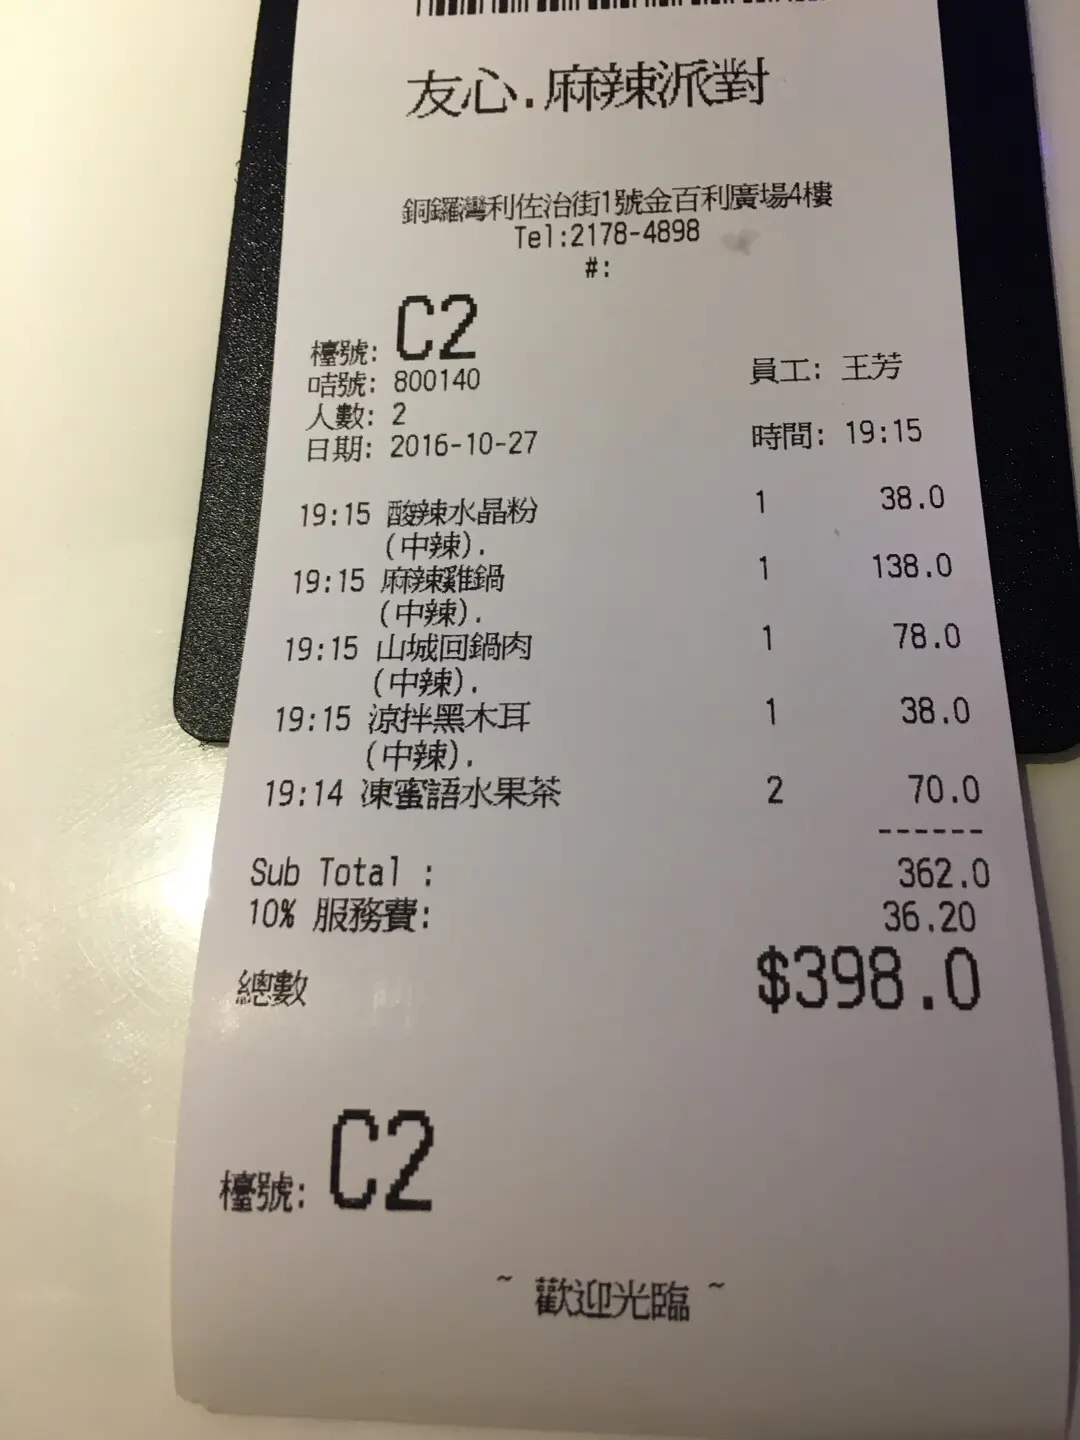 友心.麻辣派對
銅鑼灣利佐治街1號金百利廣場4樓
Tel:2178-4898
#:
檯號: C2
咭號: 800140 員工: 王芳
人數: 2
日期: 2016-10-27 時間: 19:15
19:15 酸辣水晶粉 1 38.0
(中辣).
19:15 麻辣雞鍋 1 138.0
(中辣).
19:15 山城回鍋肉 1 78.0
(中辣).
19:15 涼拌黑木耳 1 38.0
(中辣).
19:14 凍蜜語水果茶 2 70.0
------
Sub Total : 362.0
10% 服務費: 36.20
總數 $398.0
檯號: C2
~ 歡迎光臨 ~